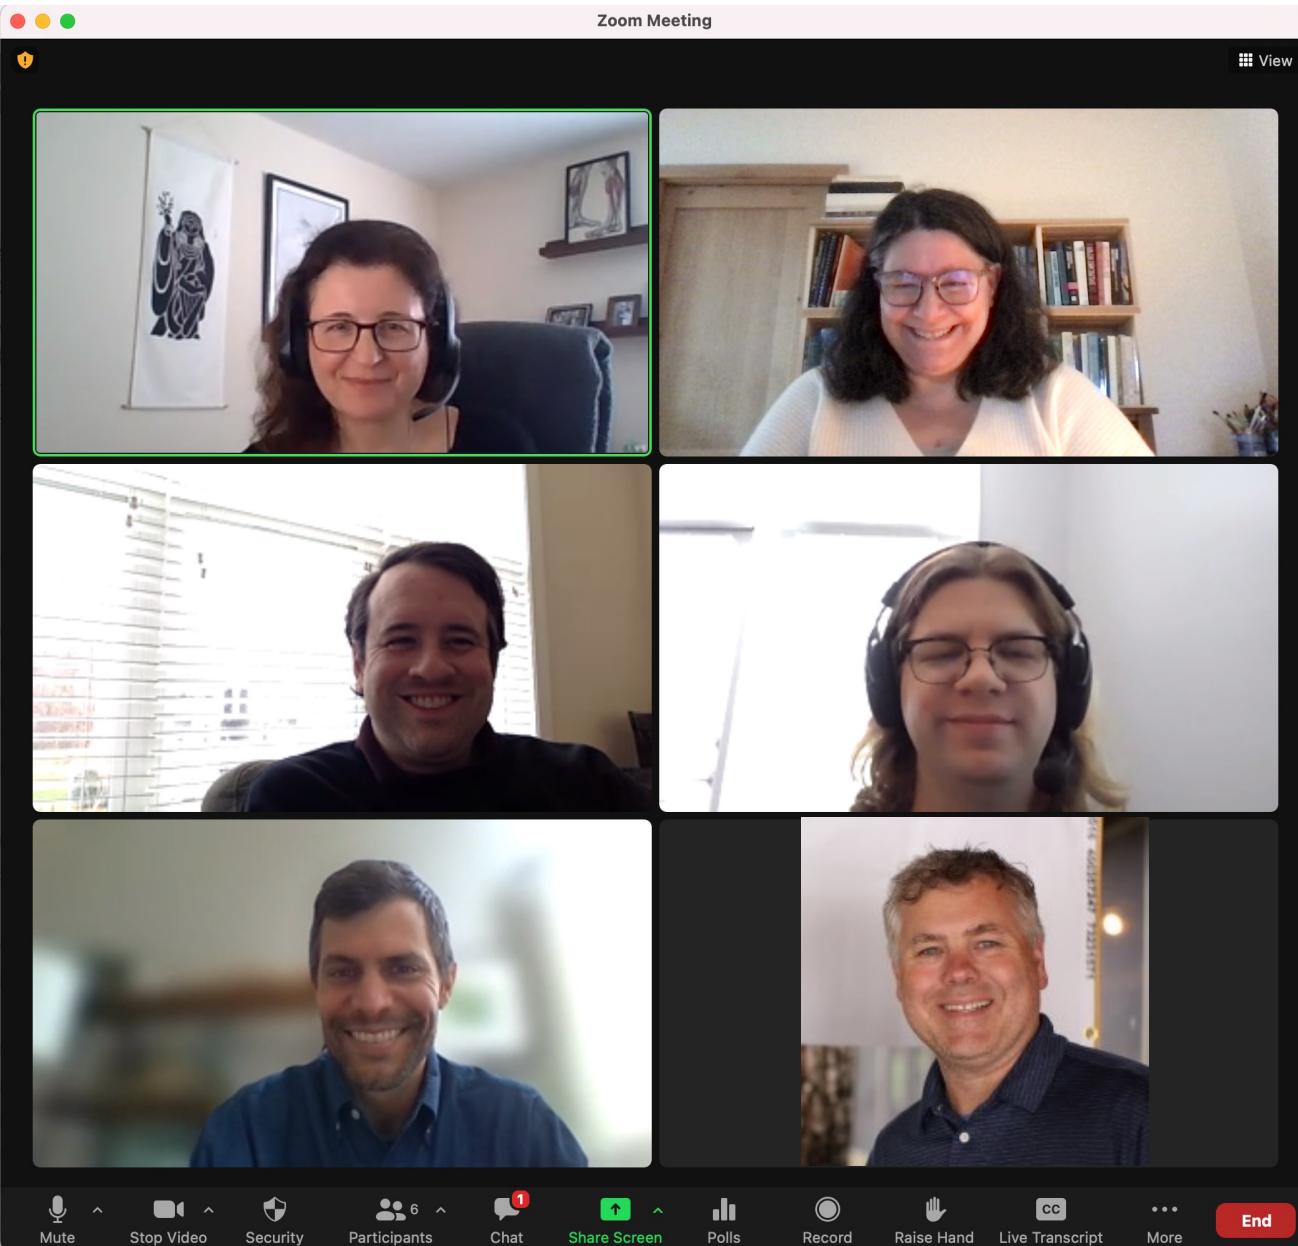 Zoom Meeting
View
6
1
CC
Mute
Stop Video
Security
Participants
Chat
Share Screen
Polls
Record
Raise Hand
Live Transcript
More
End